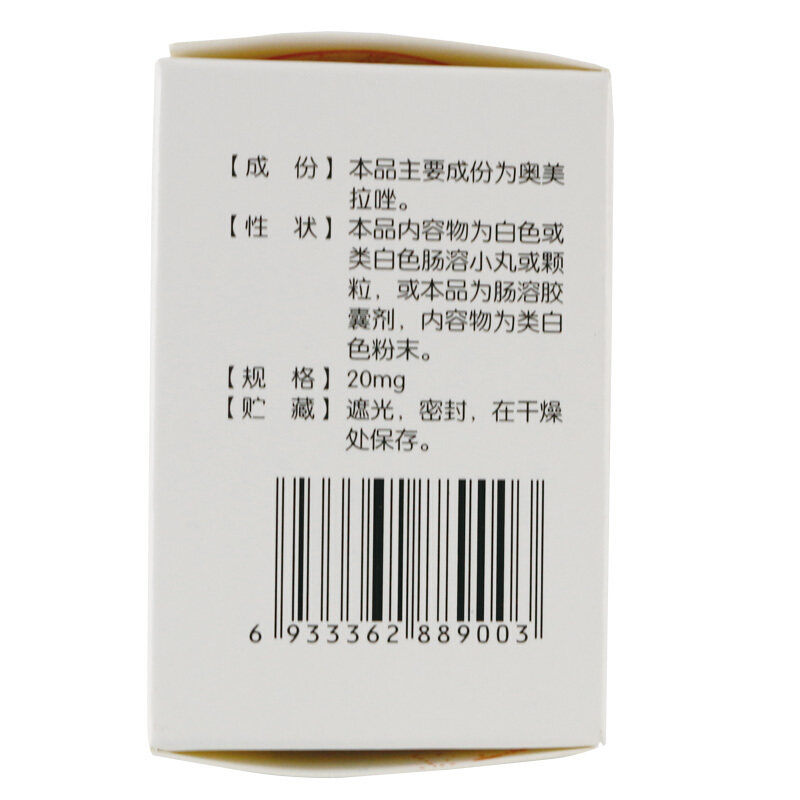 【成 份】本品主要成份为奥美
拉唑。
【性 状】本品内容物为白色或
类白色肠溶小丸或颗
粒，或本品为肠溶胶
囊剂，内容物为类白
色粉末。
【规 格】20mg
【贮 藏】遮光，密封，在干燥
处保存。
6 933362 889003